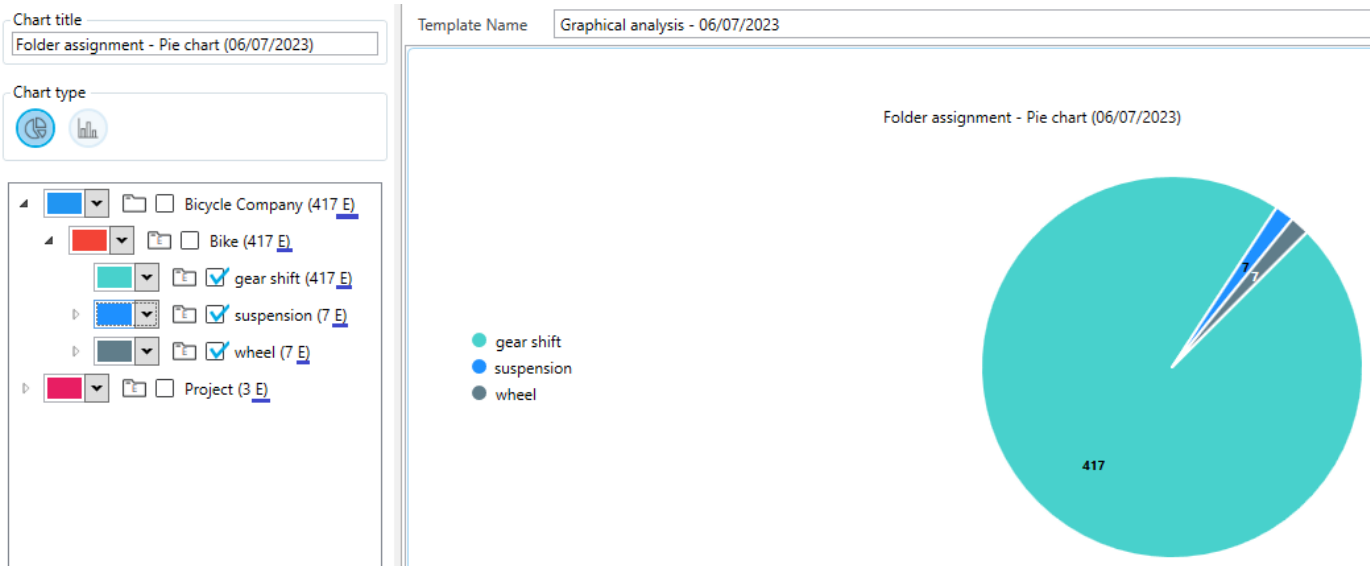 Chart title
Folder assignment - Pie chart (06/07/2023)
Chart type
Bicycle Company (417 E)
Bike (417 E)
gear shift (417 E)
suspension (7 E)
wheel (7 E)
Project (3 E)
Template Name
Graphical analysis - 06/07/2023
Folder assignment - Pie chart (06/07/2023)
gear shift
suspension
wheel
7
7
417